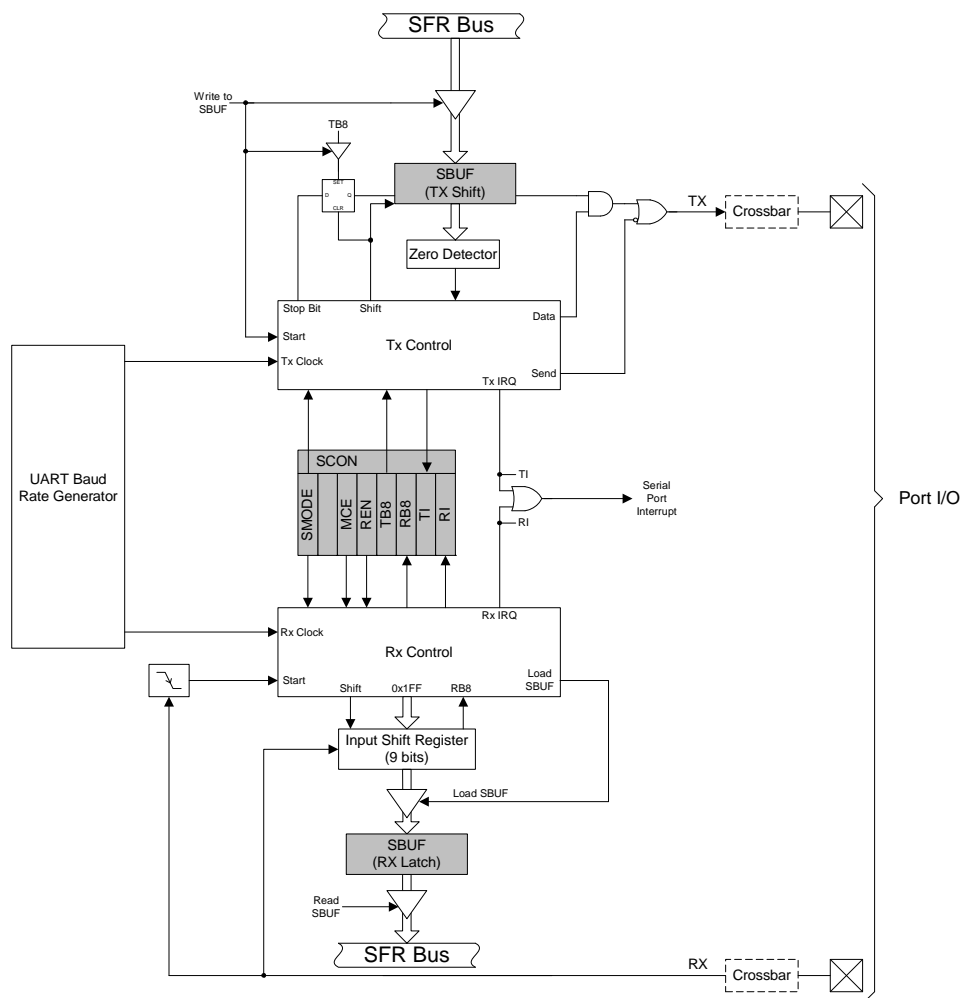 SFR Bus
Write to
SBUF
TB8
SET
D
Q
CLR
SBUF
(TX Shift)
TX
Crossbar
Zero Detector
Stop Bit
Shift
Data
Start
Tx Control
Tx Clock
Send
Tx IRQ
UART Baud
Rate Generator
SCON
SMODE
MCE
REN
TB8
RB8
TI
RI
TI
Serial
Port
Interrupt
RI
Port I/O
Rx IRQ
Rx Clock
Rx Control
Start
Load
SBUF
Shift
0x1FF
RB8
Input Shift Register
(9 bits)
Load SBUF
SBUF
(RX Latch)
Read
SBUF
SFR Bus
RX
Crossbar